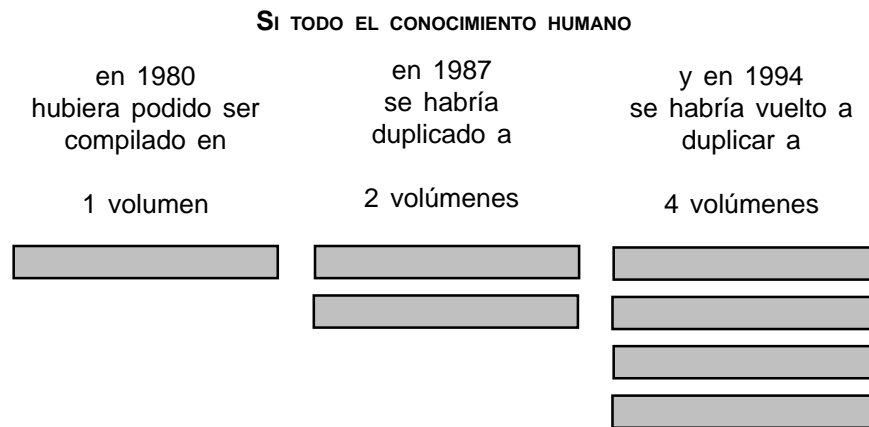 SI TODO EL CONOCIMIENTO HUMANO
en 1980
hubiera podido ser
compilado en
1 volumen
en 1987
se habría
duplicado a
2 volúmenes
y en 1994
se habría vuelto a
duplicar a
4 volúmenes